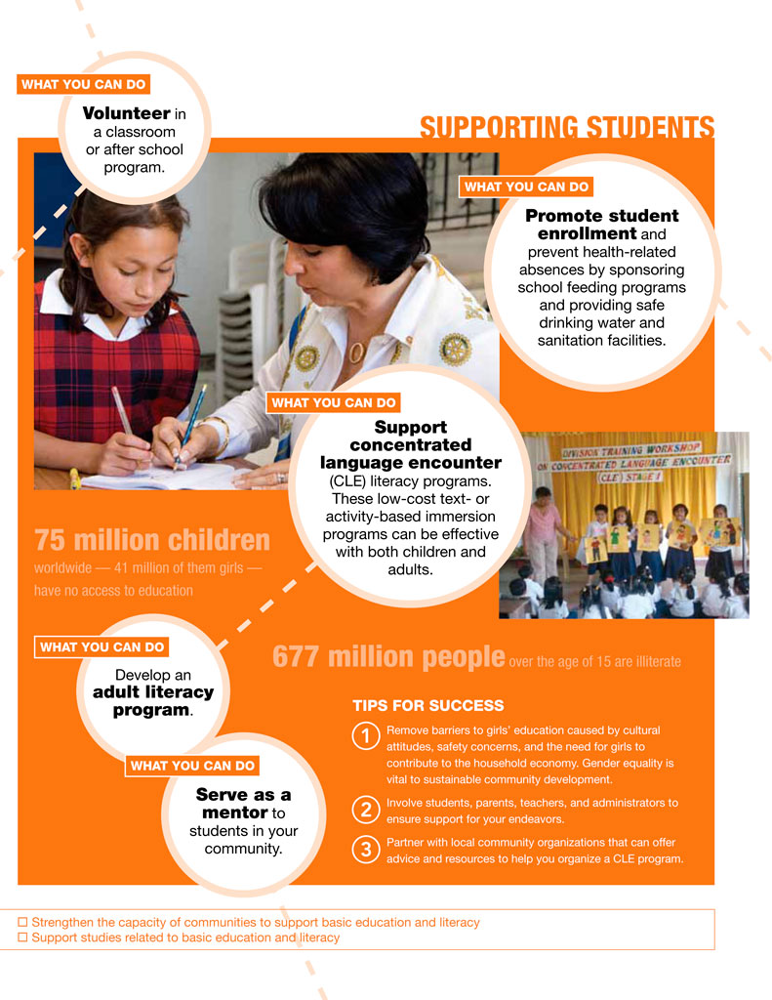 WHAT YOU CAN DO
Volunteer in
a classroom
or after school
program.
SUPPORTING STUDENTS
WHAT YOU CAN DO
Promote student
enrollment and
prevent health-related
absences by sponsoring
school feeding programs
and providing safe
drinking water and
sanitation facilities.
WHAT YOU CAN DO
Support
concentrated
language encounter
(CLE) literacy programs.
These low-cost text- or
activity-based immersion
programs can be effective
with both children and
adults.
DIVISION TRAINING WORKSHOP
ON CONCENTRATED LANGUAGE ENCOUNTER
(CLE) STAGE I
75 million children
worldwide — 41 million of them girls —
have no access to education
WHAT YOU CAN DO
Develop an
adult literacy
program.
677 million people over the age of 15 are illiterate
WHAT YOU CAN DO
Serve as a
mentor to
students in your
community.
TIPS FOR SUCCESS
1 Remove barriers to girls’ education caused by cultural
attitudes, safety concerns, and the need for girls to
contribute to the household economy. Gender equality is
vital to sustainable community development.
2 Involve students, parents, teachers, and administrators to
ensure support for your endeavors.
3 Partner with local community organizations that can offer
advice and resources to help you organize a CLE program.
☐ Strengthen the capacity of communities to support basic education and literacy
☐ Support studies related to basic education and literacy